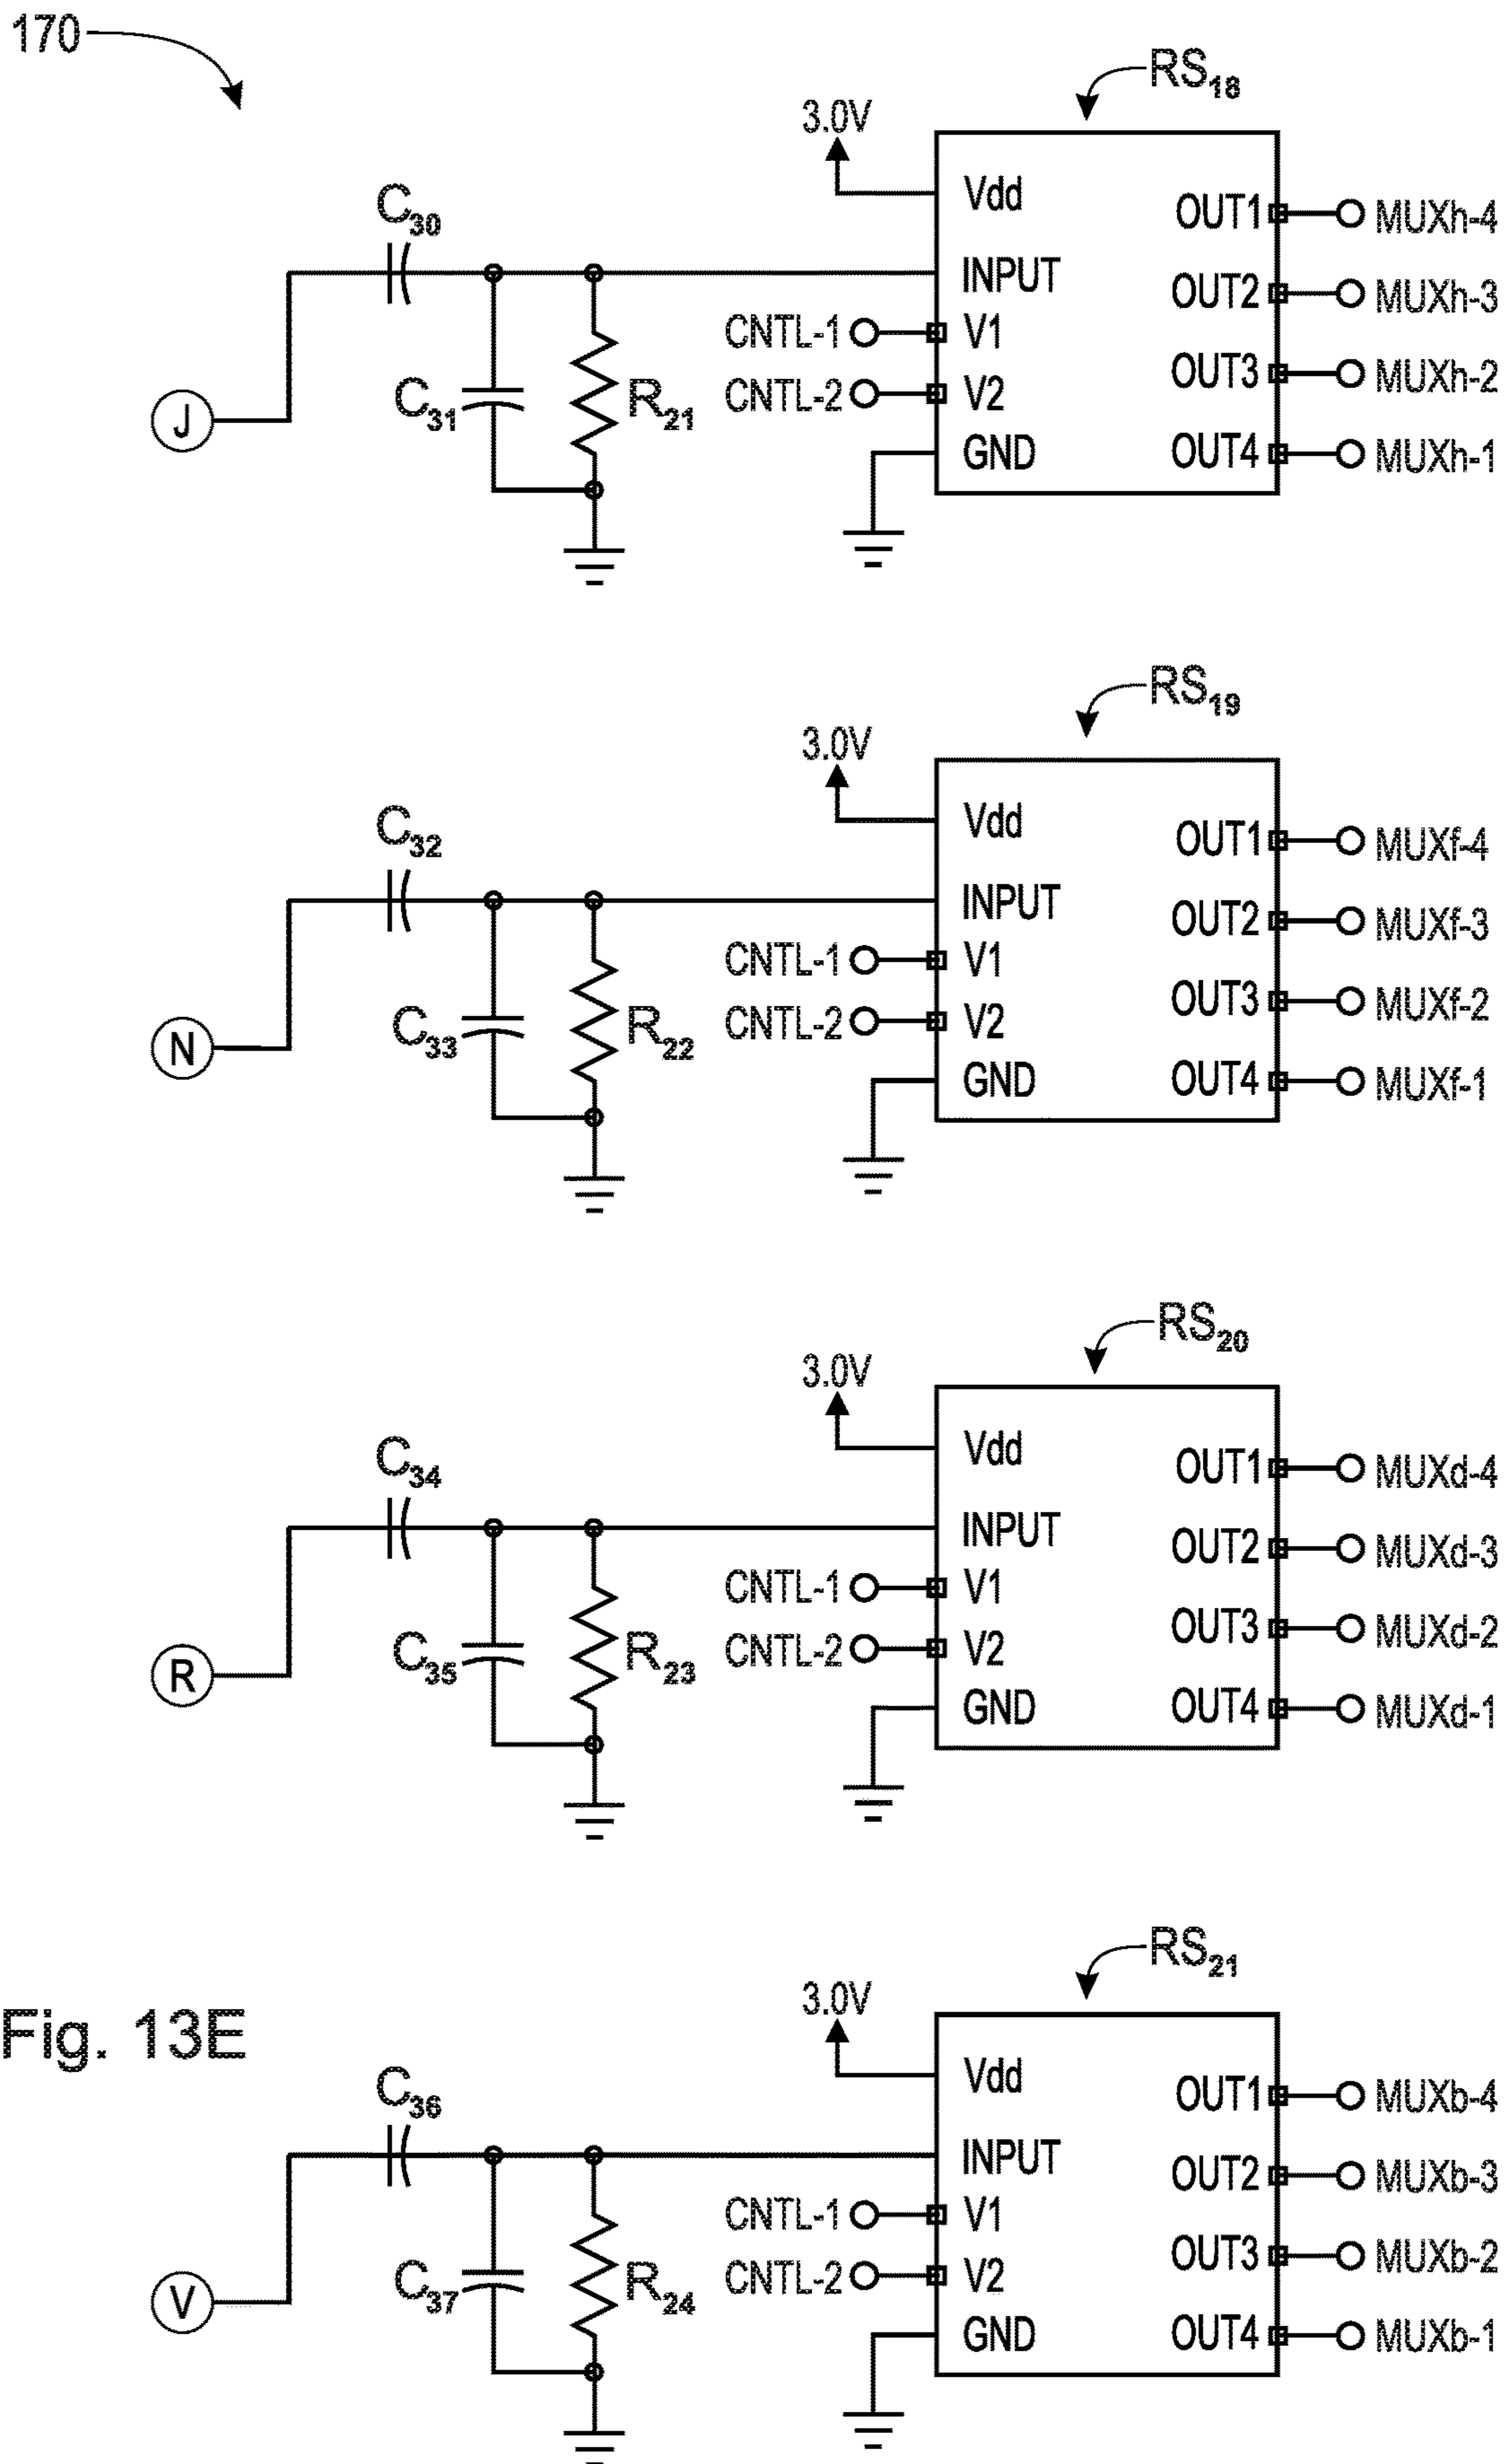 170
RS18
3.0V
Vdd
OUT1
MUXh-4
C30
INPUT
OUT2
MUXh-3
CNTL-1
V1
OUT3
MUXh-2
CNTL-2
V2
C31
R21
J
GND
OUT4
MUXh-1
RS19
3.0V
Vdd
OUT1
MUXf-4
C32
INPUT
OUT2
MUXf-3
CNTL-1
V1
OUT3
MUXf-2
CNTL-2
V2
C33
R22
N
GND
OUT4
MUXf-1
RS20
3.0V
Vdd
OUT1
MUXd-4
C34
INPUT
OUT2
MUXd-3
CNTL-1
V1
OUT3
MUXd-2
CNTL-2
V2
C35
R23
R
GND
OUT4
MUXd-1
RS21
3.0V
Fig. 13E
Vdd
OUT1
MUXb-4
C36
INPUT
OUT2
MUXb-3
CNTL-1
V1
OUT3
MUXb-2
CNTL-2
V2
C37
R24
V
GND
OUT4
MUXb-1